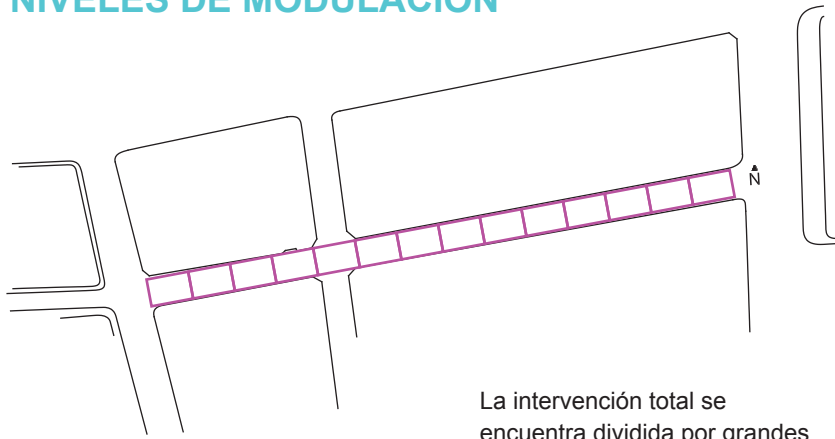 NIVELES DE MODULACIÓN
N
La intervención total se
encuentra dividida por grandes